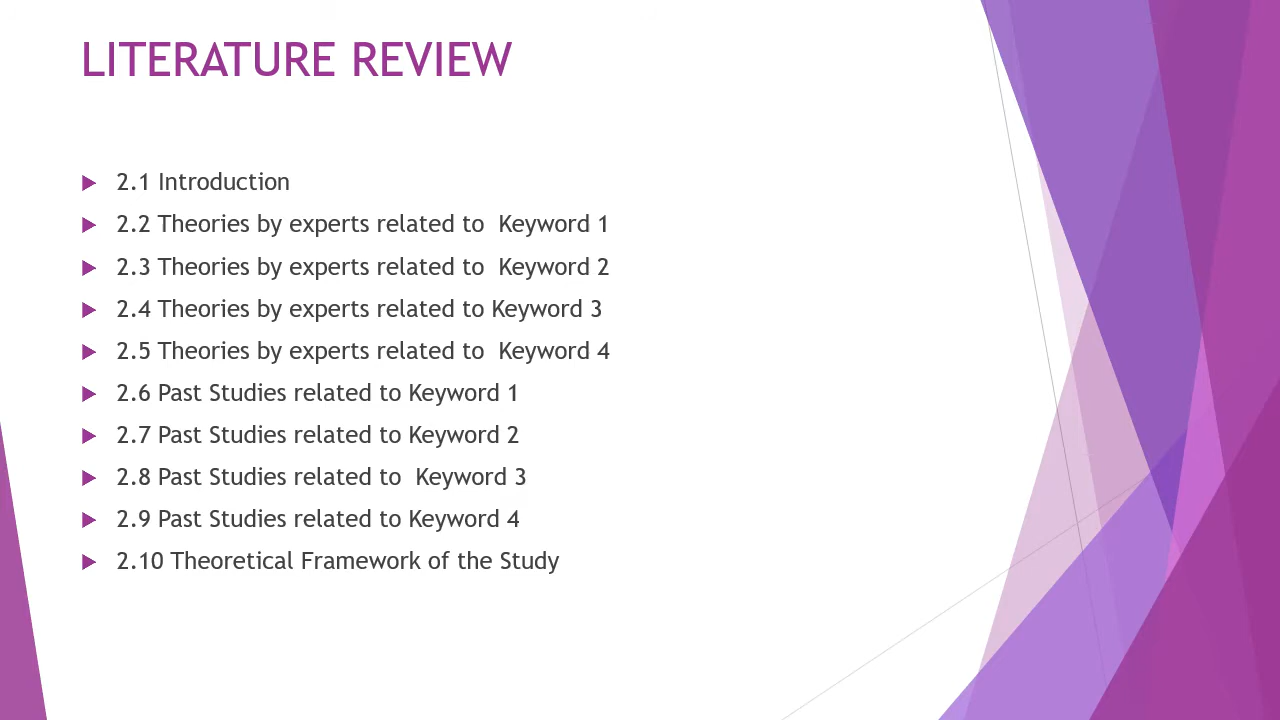 LITERATURE REVIEW
2.1 Introduction
2.2 Theories by experts related to  Keyword 1
2.3 Theories by experts related to  Keyword 2
2.4 Theories by experts related to Keyword 3
2.5 Theories by experts related to  Keyword 4
2.6 Past Studies related to Keyword 1
2.7 Past Studies related to Keyword 2
2.8 Past Studies related to  Keyword 3
2.9 Past Studies related to Keyword 4
2.10 Theoretical Framework of the Study